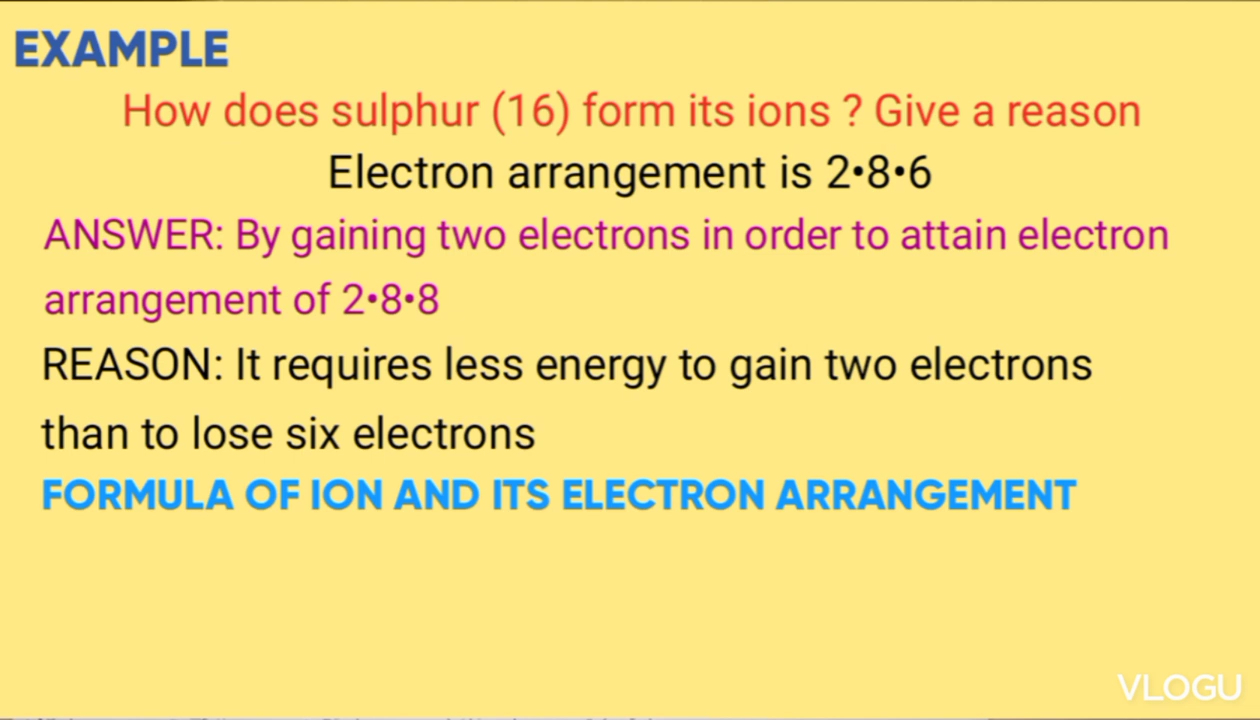 EXAMPLE
How does sulphur (16) form its ions ? Give a reason
Electron arrangement is 2•8•6
ANSWER: By gaining two electrons in order to attain electron
arrangement of 2•8•8
REASON: It requires less energy to gain two electrons
than to lose six electrons
FORMULA OF ION AND ITS ELECTRON ARRANGEMENT
VLOGU